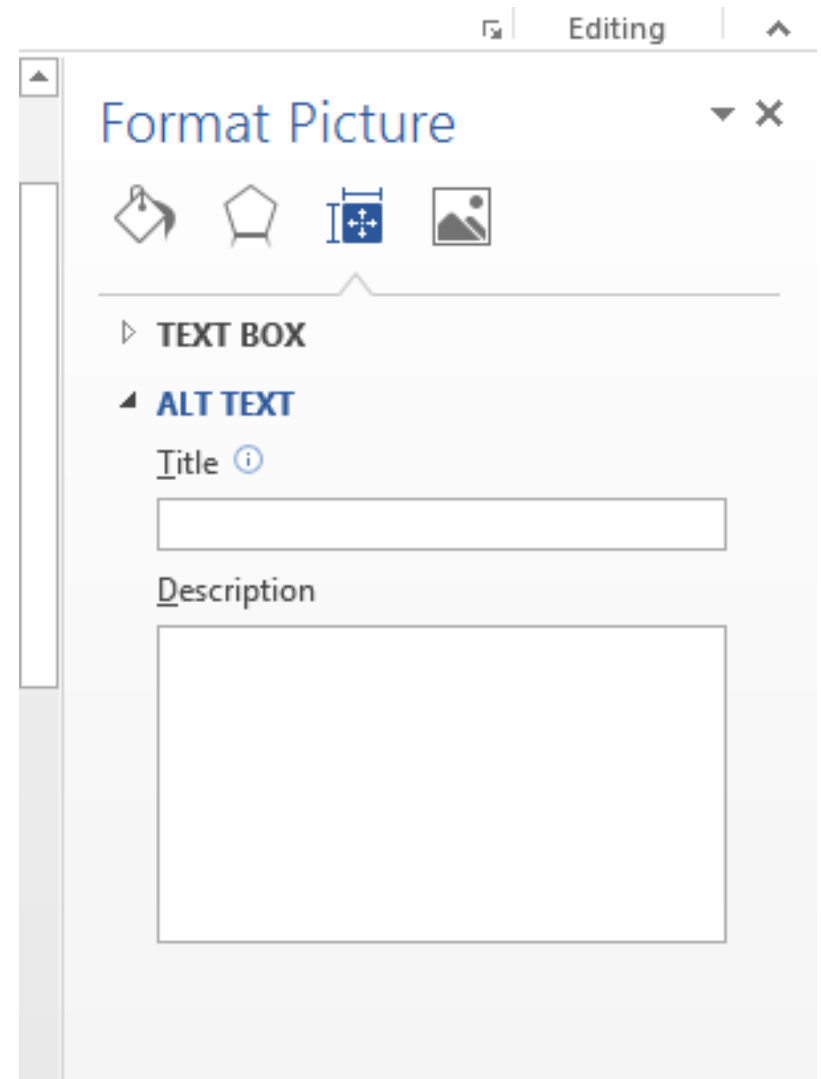 Editing
Format Picture
TEXT BOX
ALT TEXT
Title
Description